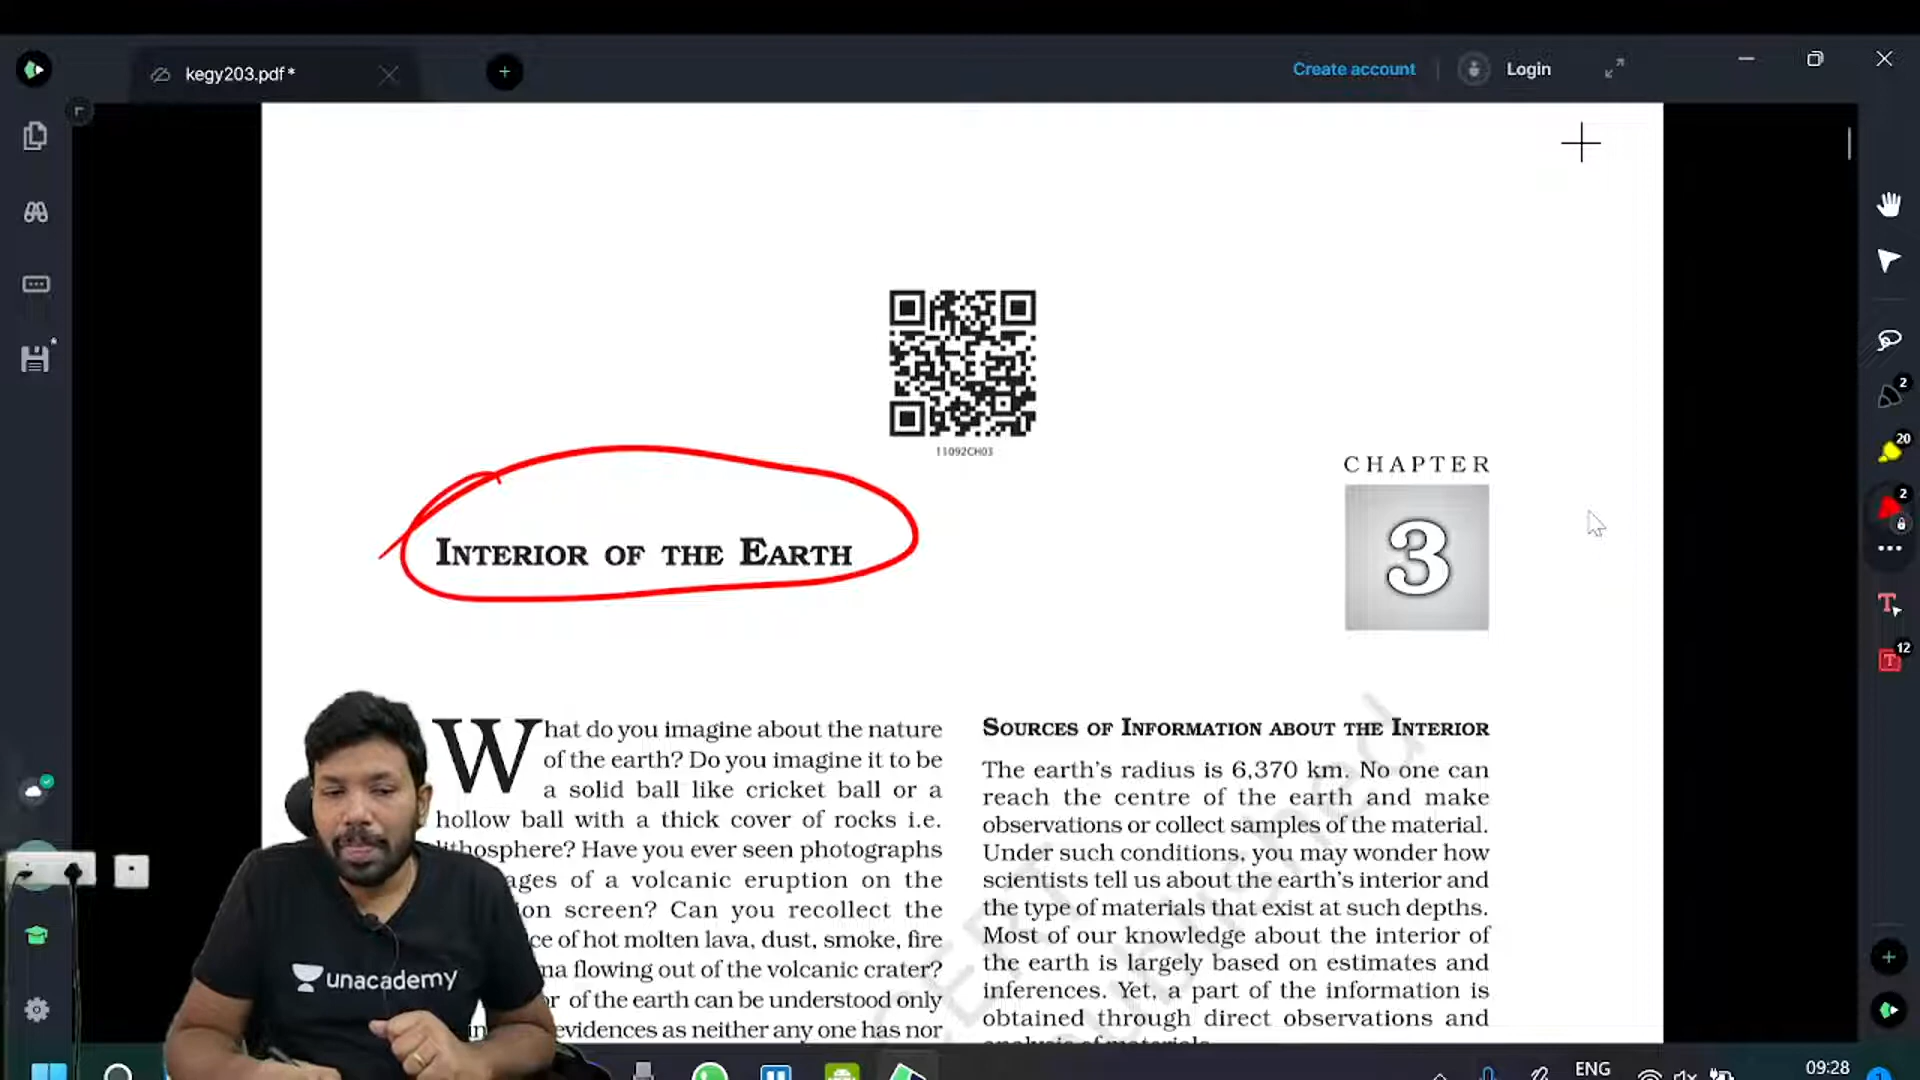 kegy203.pdf*
Create account
Login
11092CH03
CHAPTER
3
INTERIOR OF THE EARTH
What do you imagine about the nature
of the earth? Do you imagine it to be
a solid ball like cricket ball or a
hollow ball with a thick cover of rocks i.e.
lithosphere? Have you ever seen photographs
ages of a volcanic eruption on the
on screen? Can you recollect the
ce of hot molten lava, dust, smoke, fire
ma flowing out of the volcanic crater?
or of the earth can be understood only
evidences as neither any one has nor
SOURCES OF INFORMATION ABOUT THE INTERIOR
The earth's radius is 6,370 km. No one can
reach the centre of the earth and make
observations or collect samples of the material.
Under such conditions, you may wonder how
scientists tell us about the earth's interior and
the type of materials that exist at such depths.
Most of our knowledge about the interior of
the earth is largely based on estimates and
inferences. Yet, a part of the information is
obtained through direct observations and
analysis of materials.
unacademy
2
20
2
12
ENG
09:28